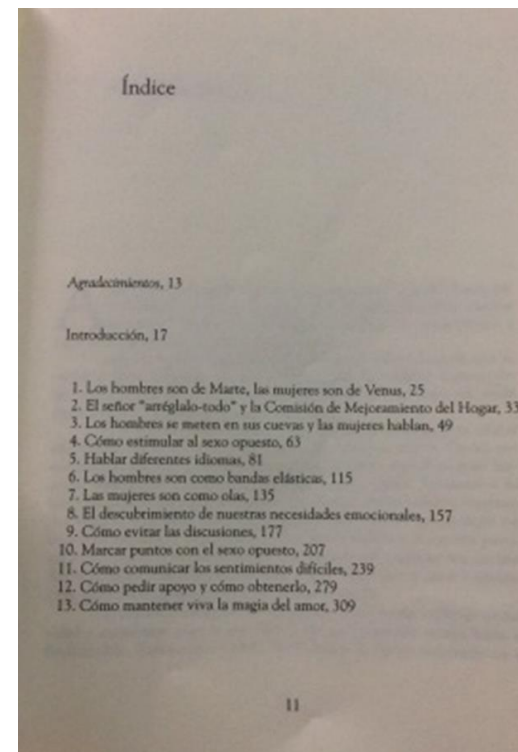 Índice
Agradecimientos, 13
Introducción, 17
1. Los hombres son de Marte, las mujeres son de Venus, 25
2. El señor "arréglalo-todo" y la Comisión de Mejoramiento del Hogar, 33
3. Los hombres se meten en sus cuevas y las mujeres hablan, 49
4. Cómo estimular al sexo opuesto, 63
5. Hablar diferentes idiomas, 81
6. Los hombres son como bandas elásticas, 115
7. Las mujeres son como olas, 135
8. El descubrimiento de nuestras necesidades emocionales, 157
9. Cómo evitar las discusiones, 177
10. Marcar puntos con el sexo opuesto, 207
11. Cómo comunicar los sentimientos difíciles, 239
12. Cómo pedir apoyo y cómo obtenerlo, 279
13. Cómo mantener viva la magia del amor, 309
11